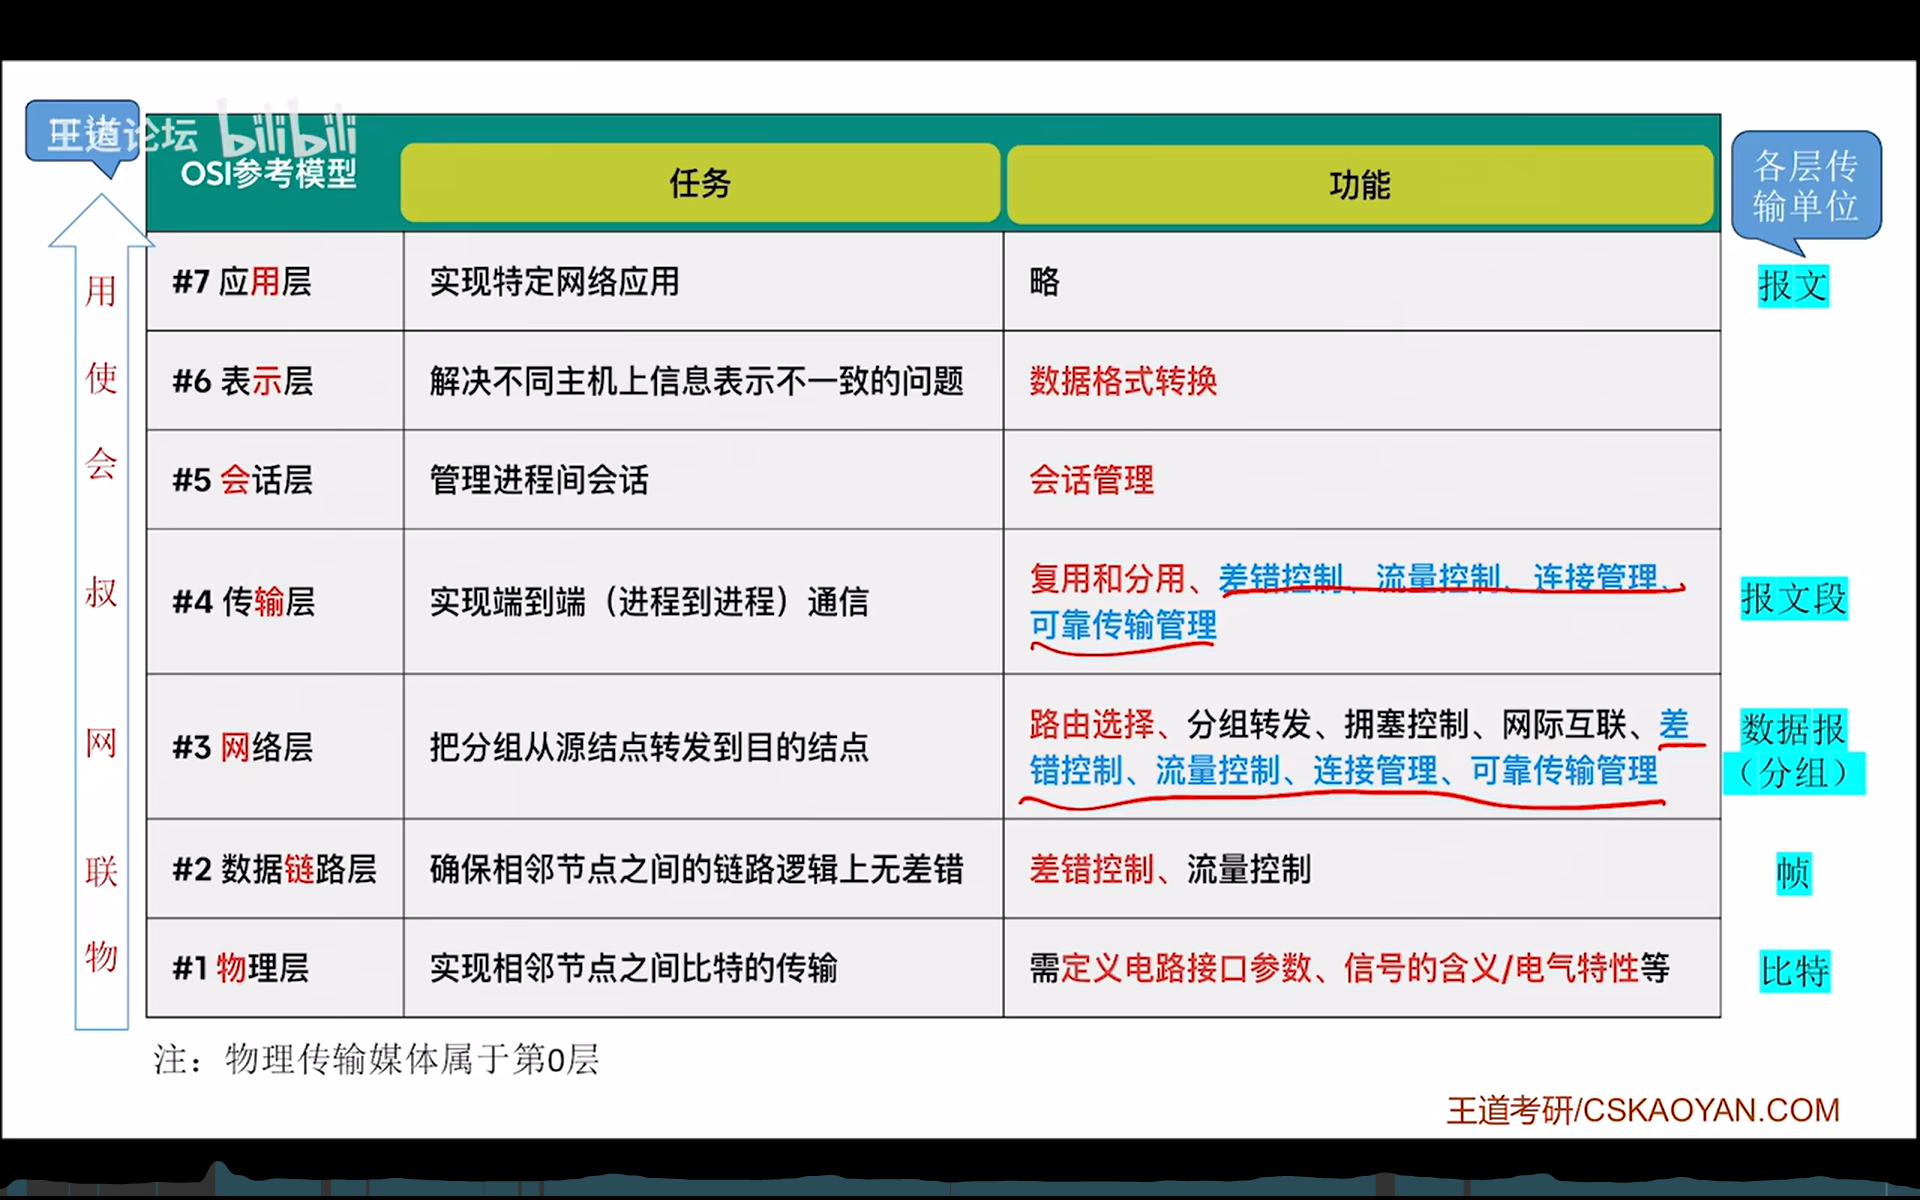 王道论坛 bilibili
OSI参考模型
任务
功能
各层传
输单位
#7 应用层
实现特定网络应用
略
报文
#6 表示层
解决不同主机上信息表示不一致的问题
数据格式转换
#5 会话层
管理进程间会话
会话管理
#4 传输层
实现端到端（进程到进程）通信
复用和分用、差错控制、流量控制、连接管理、
可靠传输管理
报文段
#3 网络层
把分组从源结点转发到目的结点
路由选择、分组转发、拥塞控制、网际互联、差
错控制、流量控制、连接管理、可靠传输管理
数据报
（分组）
#2 数据链路层
确保相邻节点之间的链路逻辑上无差错
差错控制、流量控制
帧
#1 物理层
实现相邻节点之间比特的传输
需定义电路接口参数、信号的含义/电气特性等
比特
用
使
会
叔
网
联
物
注：物理传输媒体属于第0层
王道考研/CSKAOYAN.COM